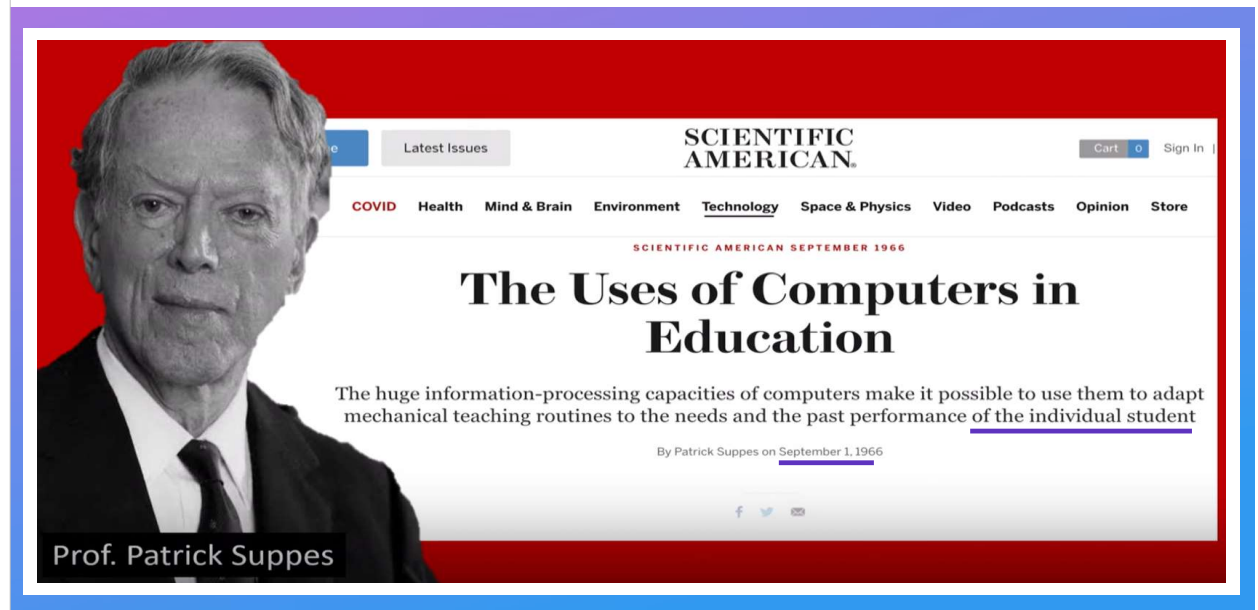 Latest Issues
SCIENTIFIC
AMERICAN®
Cart 0 Sign In |
COVID Health Mind & Brain Environment Technology Space & Physics Video Podcasts Opinion Store
SCIENTIFIC AMERICAN SEPTEMBER 1966
The Uses of Computers in
Education
The huge information-processing capacities of computers make it possible to use them to adapt
mechanical teaching routines to the needs and the past performance of the individual student
By Patrick Suppes on September 1, 1966
Prof. Patrick Suppes